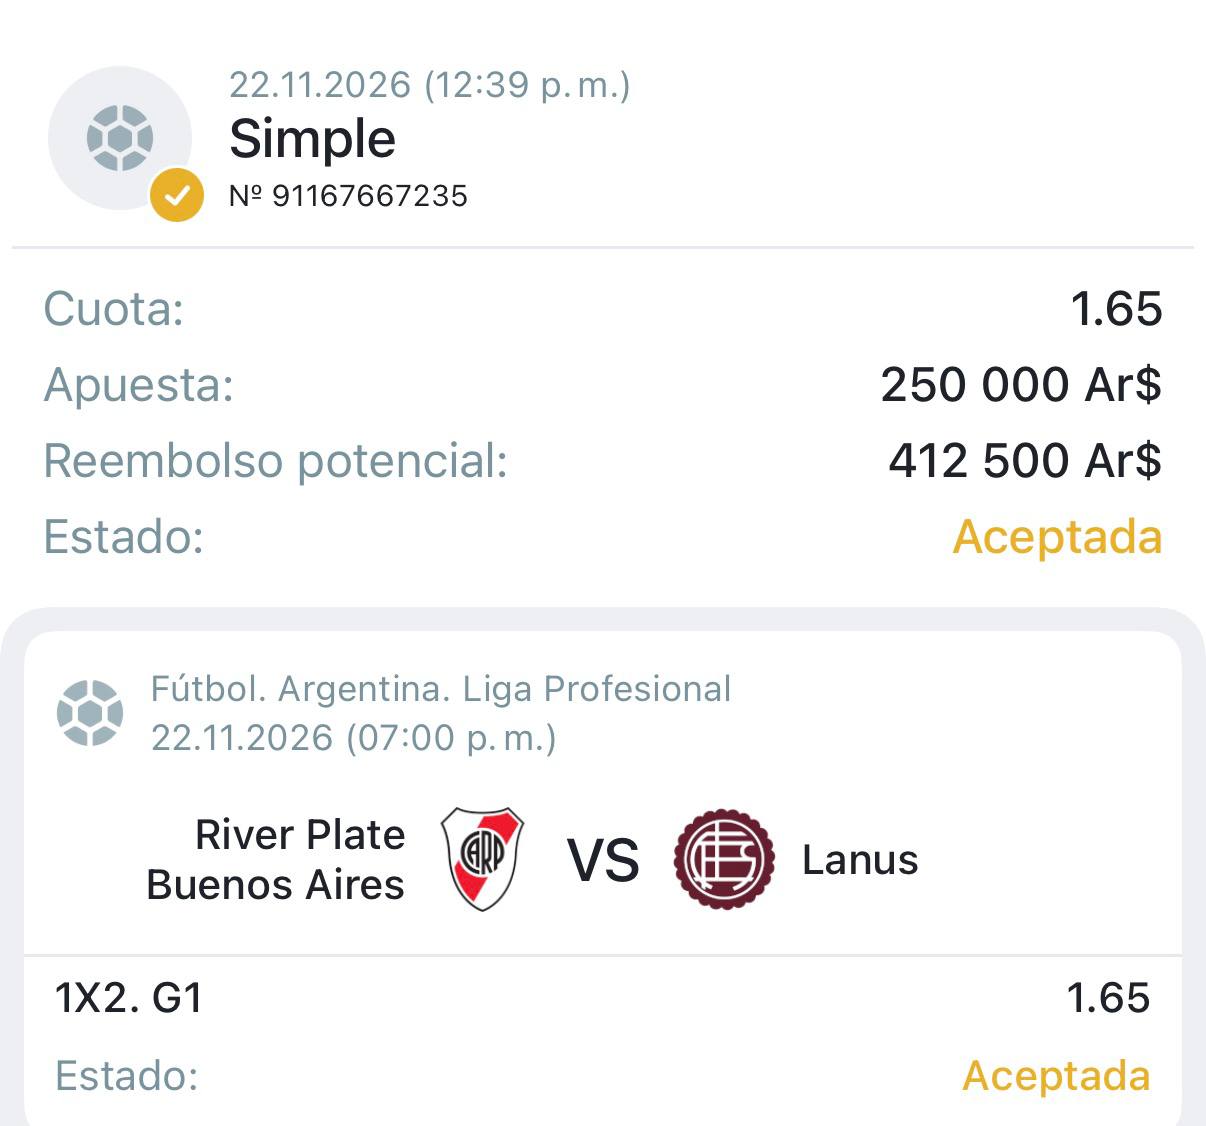 22.11.2026 (12:39 p.m.)
Simple
Nº 91167667235
Cuota: 1.65
Apuesta: 250 000 Ar$
Reembolso potencial: 412 500 Ar$
Estado: Aceptada
Fútbol. Argentina. Liga Profesional
22.11.2026 (07:00 p.m.)
River Plate
Buenos Aires
CARP
VS
Lanus
1X2. G1 1.65
Estado: Aceptada